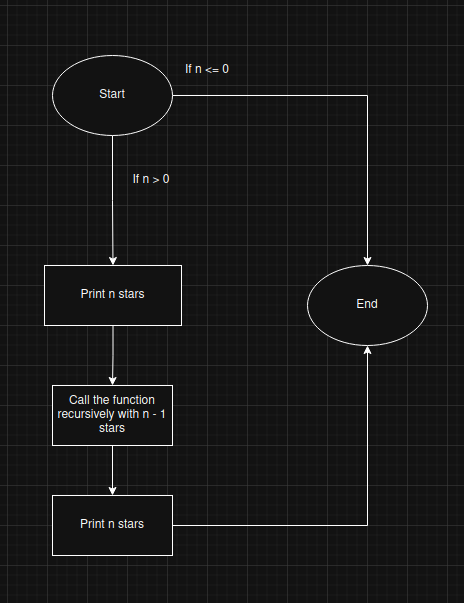 If n <= 0
Start
If n > 0
Print n stars
End
Call the function
recursively with n - 1
stars
Print n stars